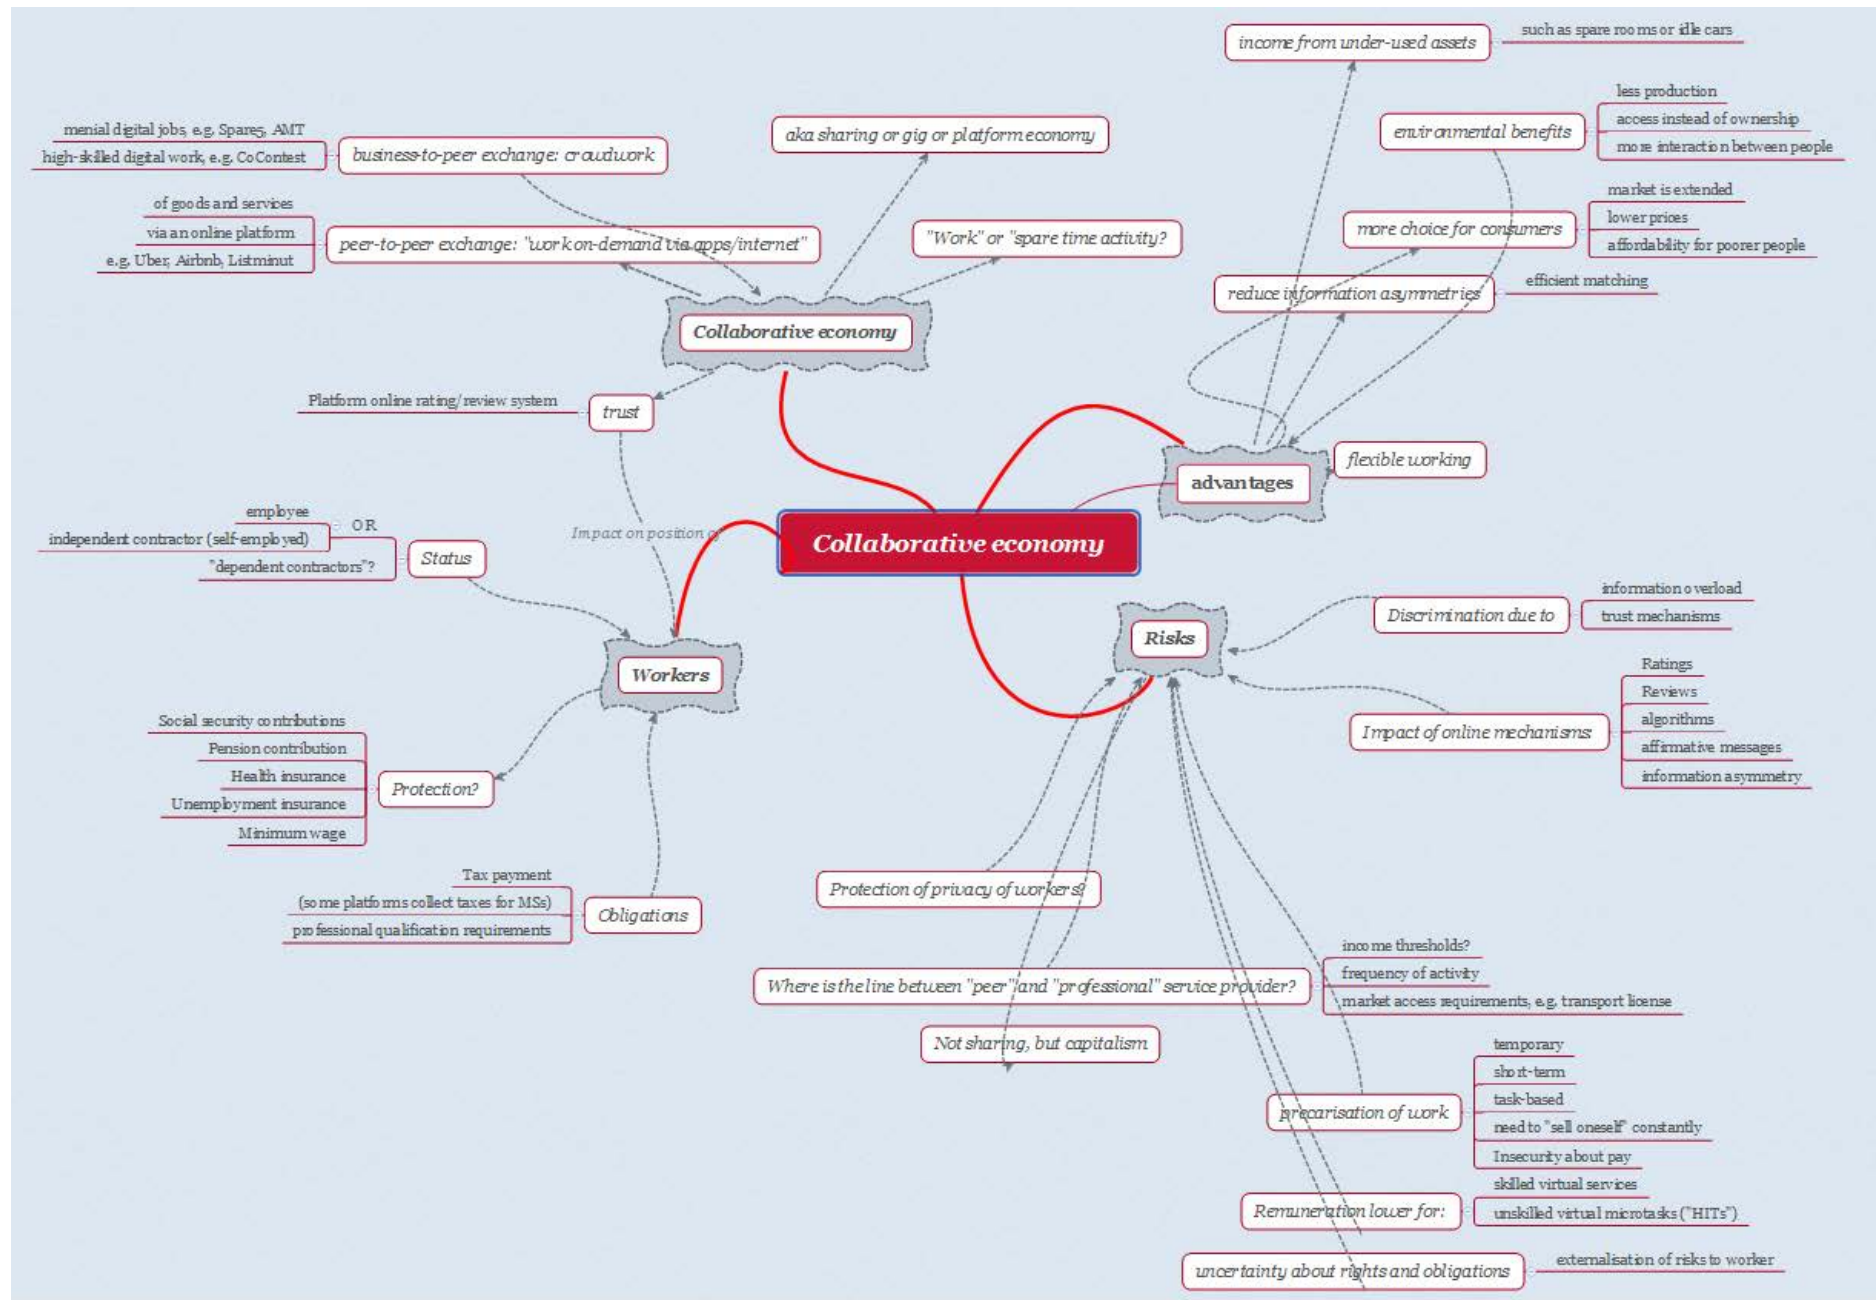 income from under-used assets
such as spare rooms or idle cars
environmental benefits
less production
access instead of ownership
more interaction between people
more choice for consumers
market is extended
lower prices
affordability for poorer people
reduce information asymmetries
efficient matching
flexible working
advantages
menial digital jobs, e.g. Spare5, AMT
high-skilled digital work, e.g. CoContest
business-to-peer exchange: crowdwork
aka sharing or gig or platform economy
of goods and services
via an online platform
e.g. Uber, Airbnb, Listminut
peer-to-peer exchange: "work on-demand via apps/internet"
"Work" or "spare time activity?
Collaborative economy
Platform online rating/review system
trust
Impact on position of
Collaborative economy
employee
independent contractor (self-employed)
OR
"dependent contractors"?
Status
Workers
Social security contributions
Pension contribution
Health insurance
Unemployment insurance
Minimum wage
Protection?
Tax payment
(some platforms collect taxes for MSs)
professional qualification requirements
Obligations
Risks
Discrimination due to
information overload
trust mechanisms
Impact of online mechanisms:
Ratings
Reviews
algorithms
affirmative messages
information asymmetry
Protection of privacy of workers?
Where is the line between "peer" and "professional" service provider?
income thresholds?
frequency of activity
market access requirements, e.g. transport license
Not sharing, but capitalism
precarisation of work
temporary
short-term
task-based
need to "sell oneself" constantly
Insecurity about pay
Remuneration lower for:
skilled virtual services
unskilled virtual microtasks ("HITs")
uncertainty about rights and obligations
externalisation of risks to worker